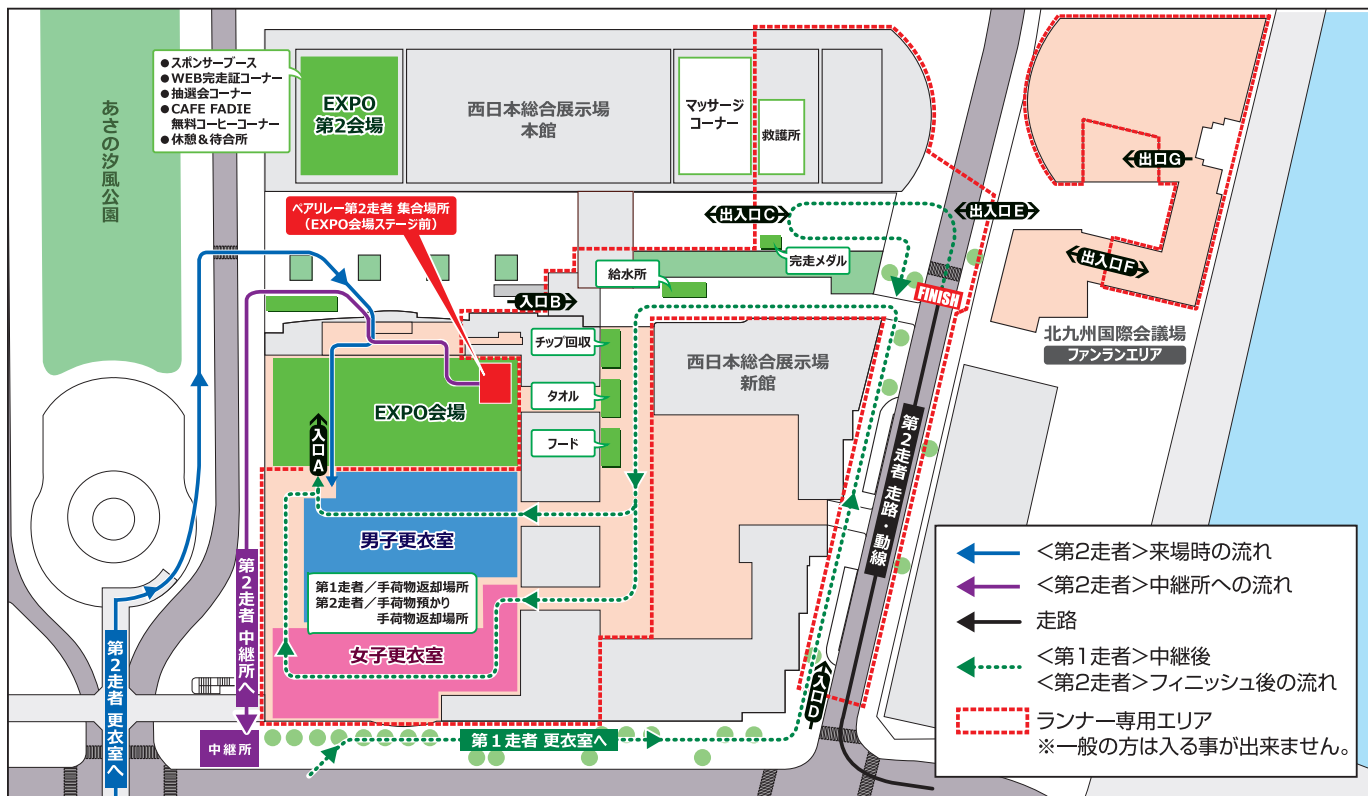 ●スポンサーブース
●WEB完走証コーナー
●抽選会コーナー
●CAFE FADIE
無料コーヒーコーナー
●休憩&待合所
EXPO
第2会場
西日本総合展示場
本館
マッサージ
コーナー
救護所
あさの汐風公園
ペアリレー第2走者 集合場所
(EXPO会場ステージ前)
出入口C
出入口E
出口G
出入口F
完走メダル
給水所
入口B
FINISH
北九州国際会議場
ファンランエリア
チップ回収
タオル
フード
西日本総合展示場
新館
EXPO会場
入口A
男子更衣室
第1走者/手荷物返却場所
第2走者/手荷物預かり
手荷物返却場所
女子更衣室
第2走者 走路・動線
第2走者 中継所へ
第2走者 更衣室へ
中継所
第1走者 更衣室へ
入口D
<第2走者>来場時の流れ
<第2走者>中継所への流れ
走路
<第1走者>中継後
<第2走者>フィニッシュ後の流れ
ランナー専用エリア
※一般の方は入る事が出来ません。